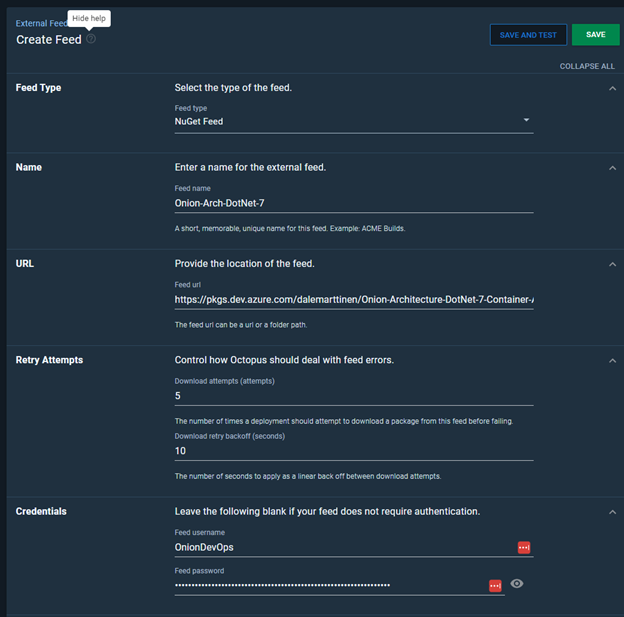 External Feed
Hide help
Create Feed
SAVE AND TEST
SAVE
COLLAPSE ALL
Feed Type
Select the type of the feed.
Feed type
NuGet Feed
Name
Enter a name for the external feed.
Feed name
Onion-Arch-DotNet-7
A short, memorable, unique name for this feed. Example: ACME Builds.
URL
Provide the location of the feed.
Feed url
https://pkgs.dev.azure.com/dalemarttinen/Onion-Architecture-DotNet-7-Container-A
The feed url can be a url or a folder path.
Retry Attempts
Control how Octopus should deal with feed errors.
Download attempts (attempts)
5
The number of times a deployment should attempt to download a package from this feed before failing.
Download retry backoff (seconds)
10
The number of seconds to apply as a linear back off between download attempts.
Credentials
Leave the following blank if your feed does not require authentication.
Feed username
OnionDevOps
Feed password